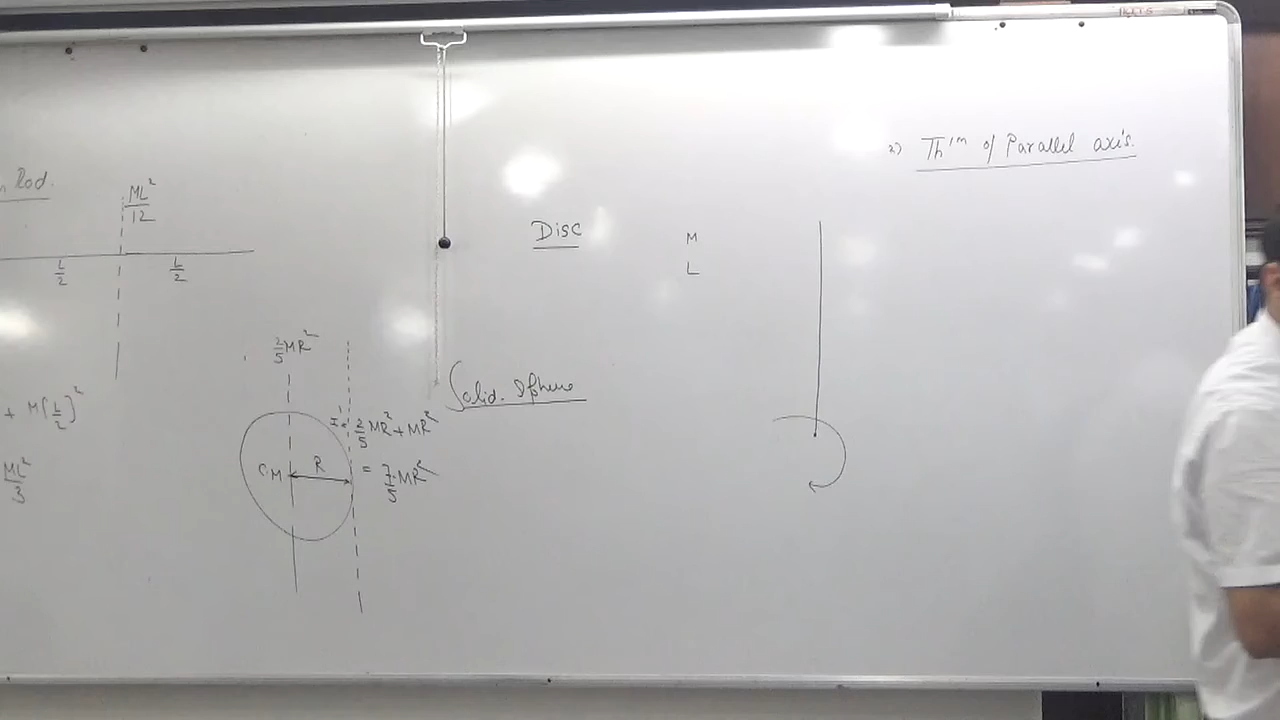 Rod.
ML²/12
L/2 L/2
+ M[L/2]²
ML²/3
2/5 MR²
I' = 2/5 MR² + MR²
= 7/5 MR²
C.M R
Disc
M
L
Solid. Sphere
2) Thᵐ of Parallel axis.